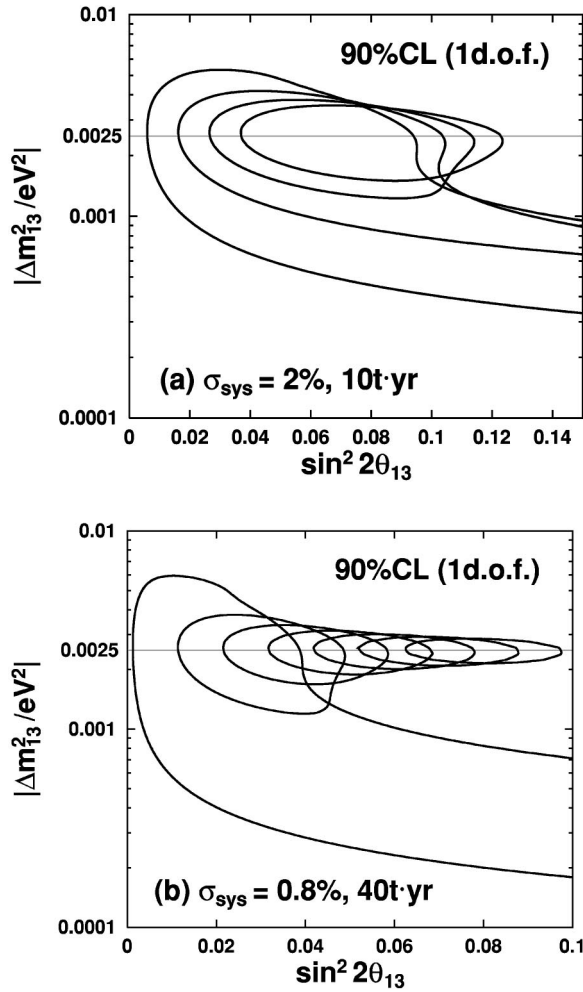 0.01
90%CL (1d.o.f.)
0.0025
0.001
|Δm²₁₃/eV²|
(a) σsys = 2%, 10t·yr
0.0001
0 0.02 0.04 0.06 0.08 0.1 0.12 0.14
sin² 2θ₁₃
0.01
90%CL (1d.o.f.)
0.0025
0.001
|Δm²₁₃/eV²|
(b) σsys = 0.8%, 40t·yr
0.0001
0 0.02 0.04 0.06 0.08 0.1
sin² 2θ₁₃